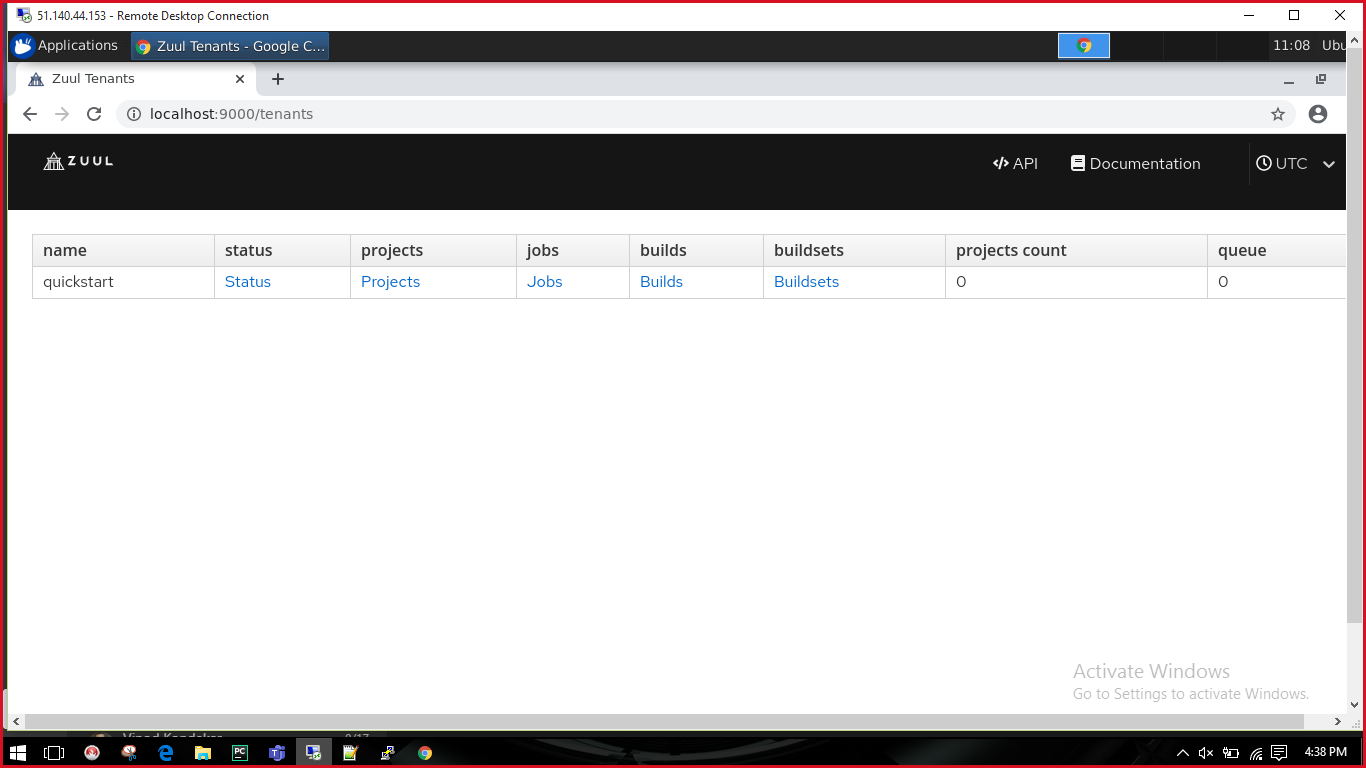 51.140.44.153 - Remote Desktop Connection
Applications Zuul Tenants - Google C... 11:08 Ubu
Zuul Tenants
localhost:9000/tenants
ZUUL API Documentation UTC
name status projects jobs builds buildsets projects count queue
quickstart Status Projects Jobs Builds Buildsets 0 0
Activate Windows
Go to Settings to activate Windows.
PC
4:38 PM